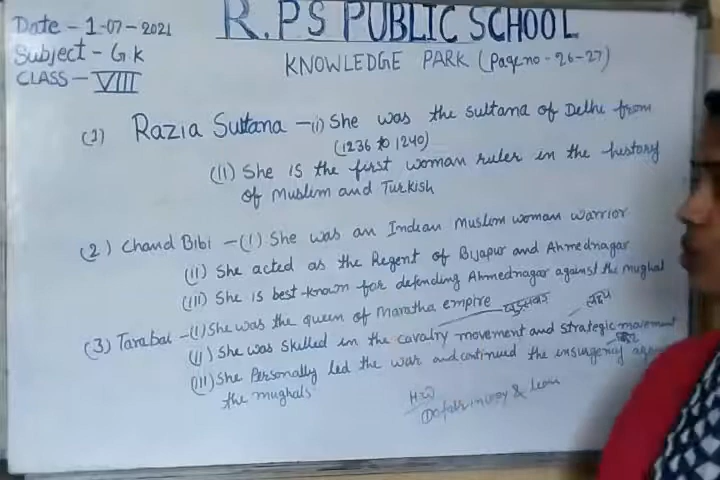 Date - 1-07-2021
R.P.S PUBLIC SCHOOL
Subject - G K
KNOWLEDGE PARK (Page no - 26-27)
CLASS - VIII
(1) Razia Sultana - (i) She was the sultana of Delhi from
(1236 to 1240)
(II) She is the first woman ruler in the history
of Muslim and Turkish
(2) Chand Bibi - (I) She was an Indian Muslim woman warrior
(II) She acted as the Regent of Bijapur and Ahmednagar
(III) She is best-known for defending Ahmednagar against the mughal
(3) Tarabai - (I) She was the queen of Maratha empire
(II) She was skilled in the cavalry movement and strategic movement
(III) She Personally led the war and continued the insurgency
the mughals
H.W
& learn